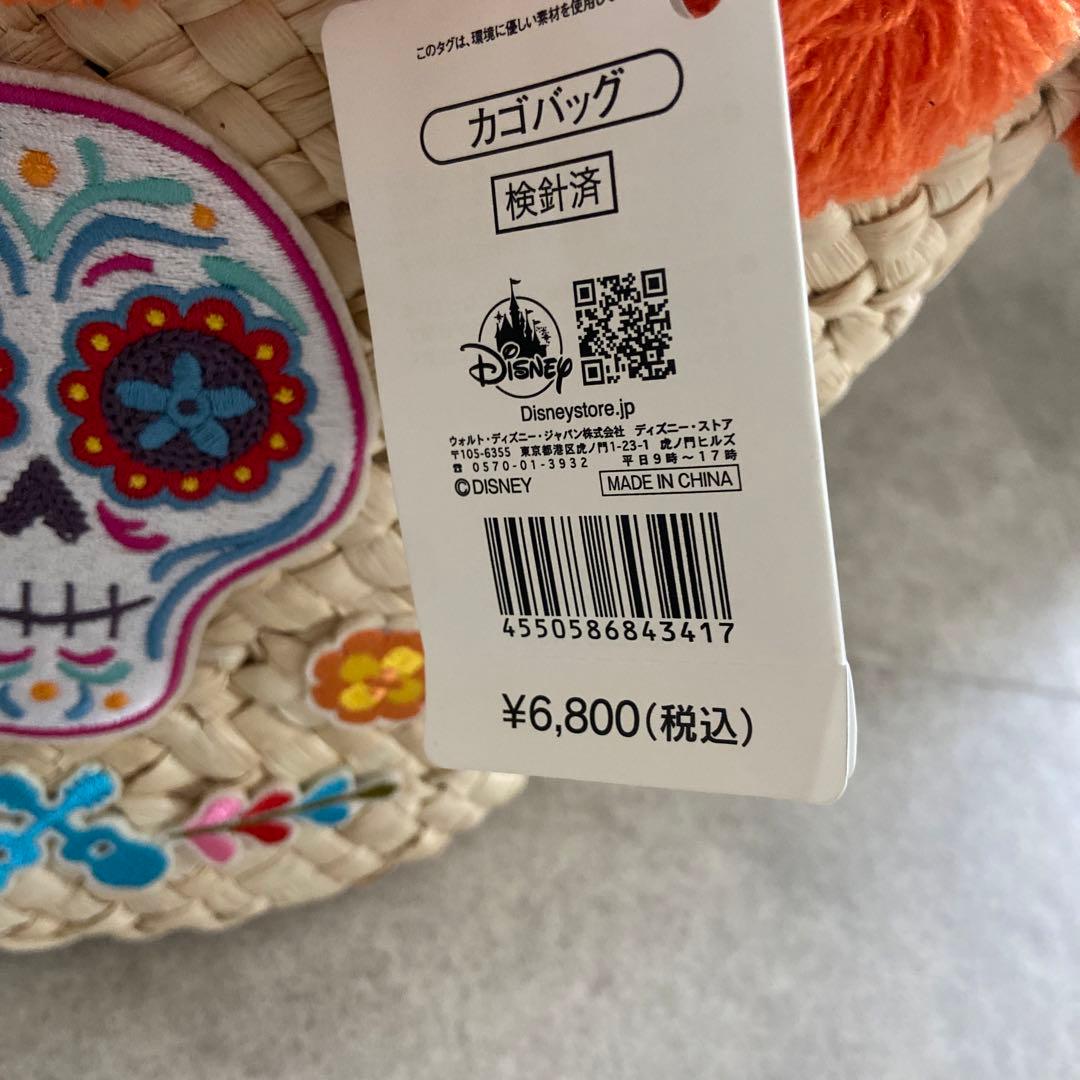 このタグは、環境に優しい素材を使用し
カゴバッグ
検針済
DISNEY
Disneystore.jp
ウォルト・ディズニー・ジャパン株式会社 ディズニー・ストア
〒105-6355 東京都港区虎ノ門1-23-1 虎ノ門ヒルズ
☎ 0570-01-3932 平日9時～17時
©DISNEY MADE IN CHINA
4550586843417
¥6,800(税込)